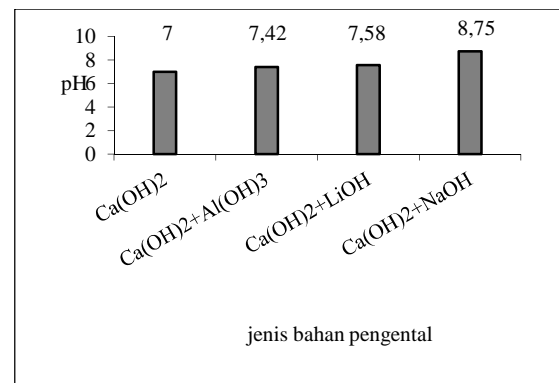 10
8
pH6
4
2
0
7
7,42
7,58
8,75
Ca(OH)2
Ca(OH)2+Al(OH)3
Ca(OH)2+LiOH
Ca(OH)2+NaOH
jenis bahan pengental